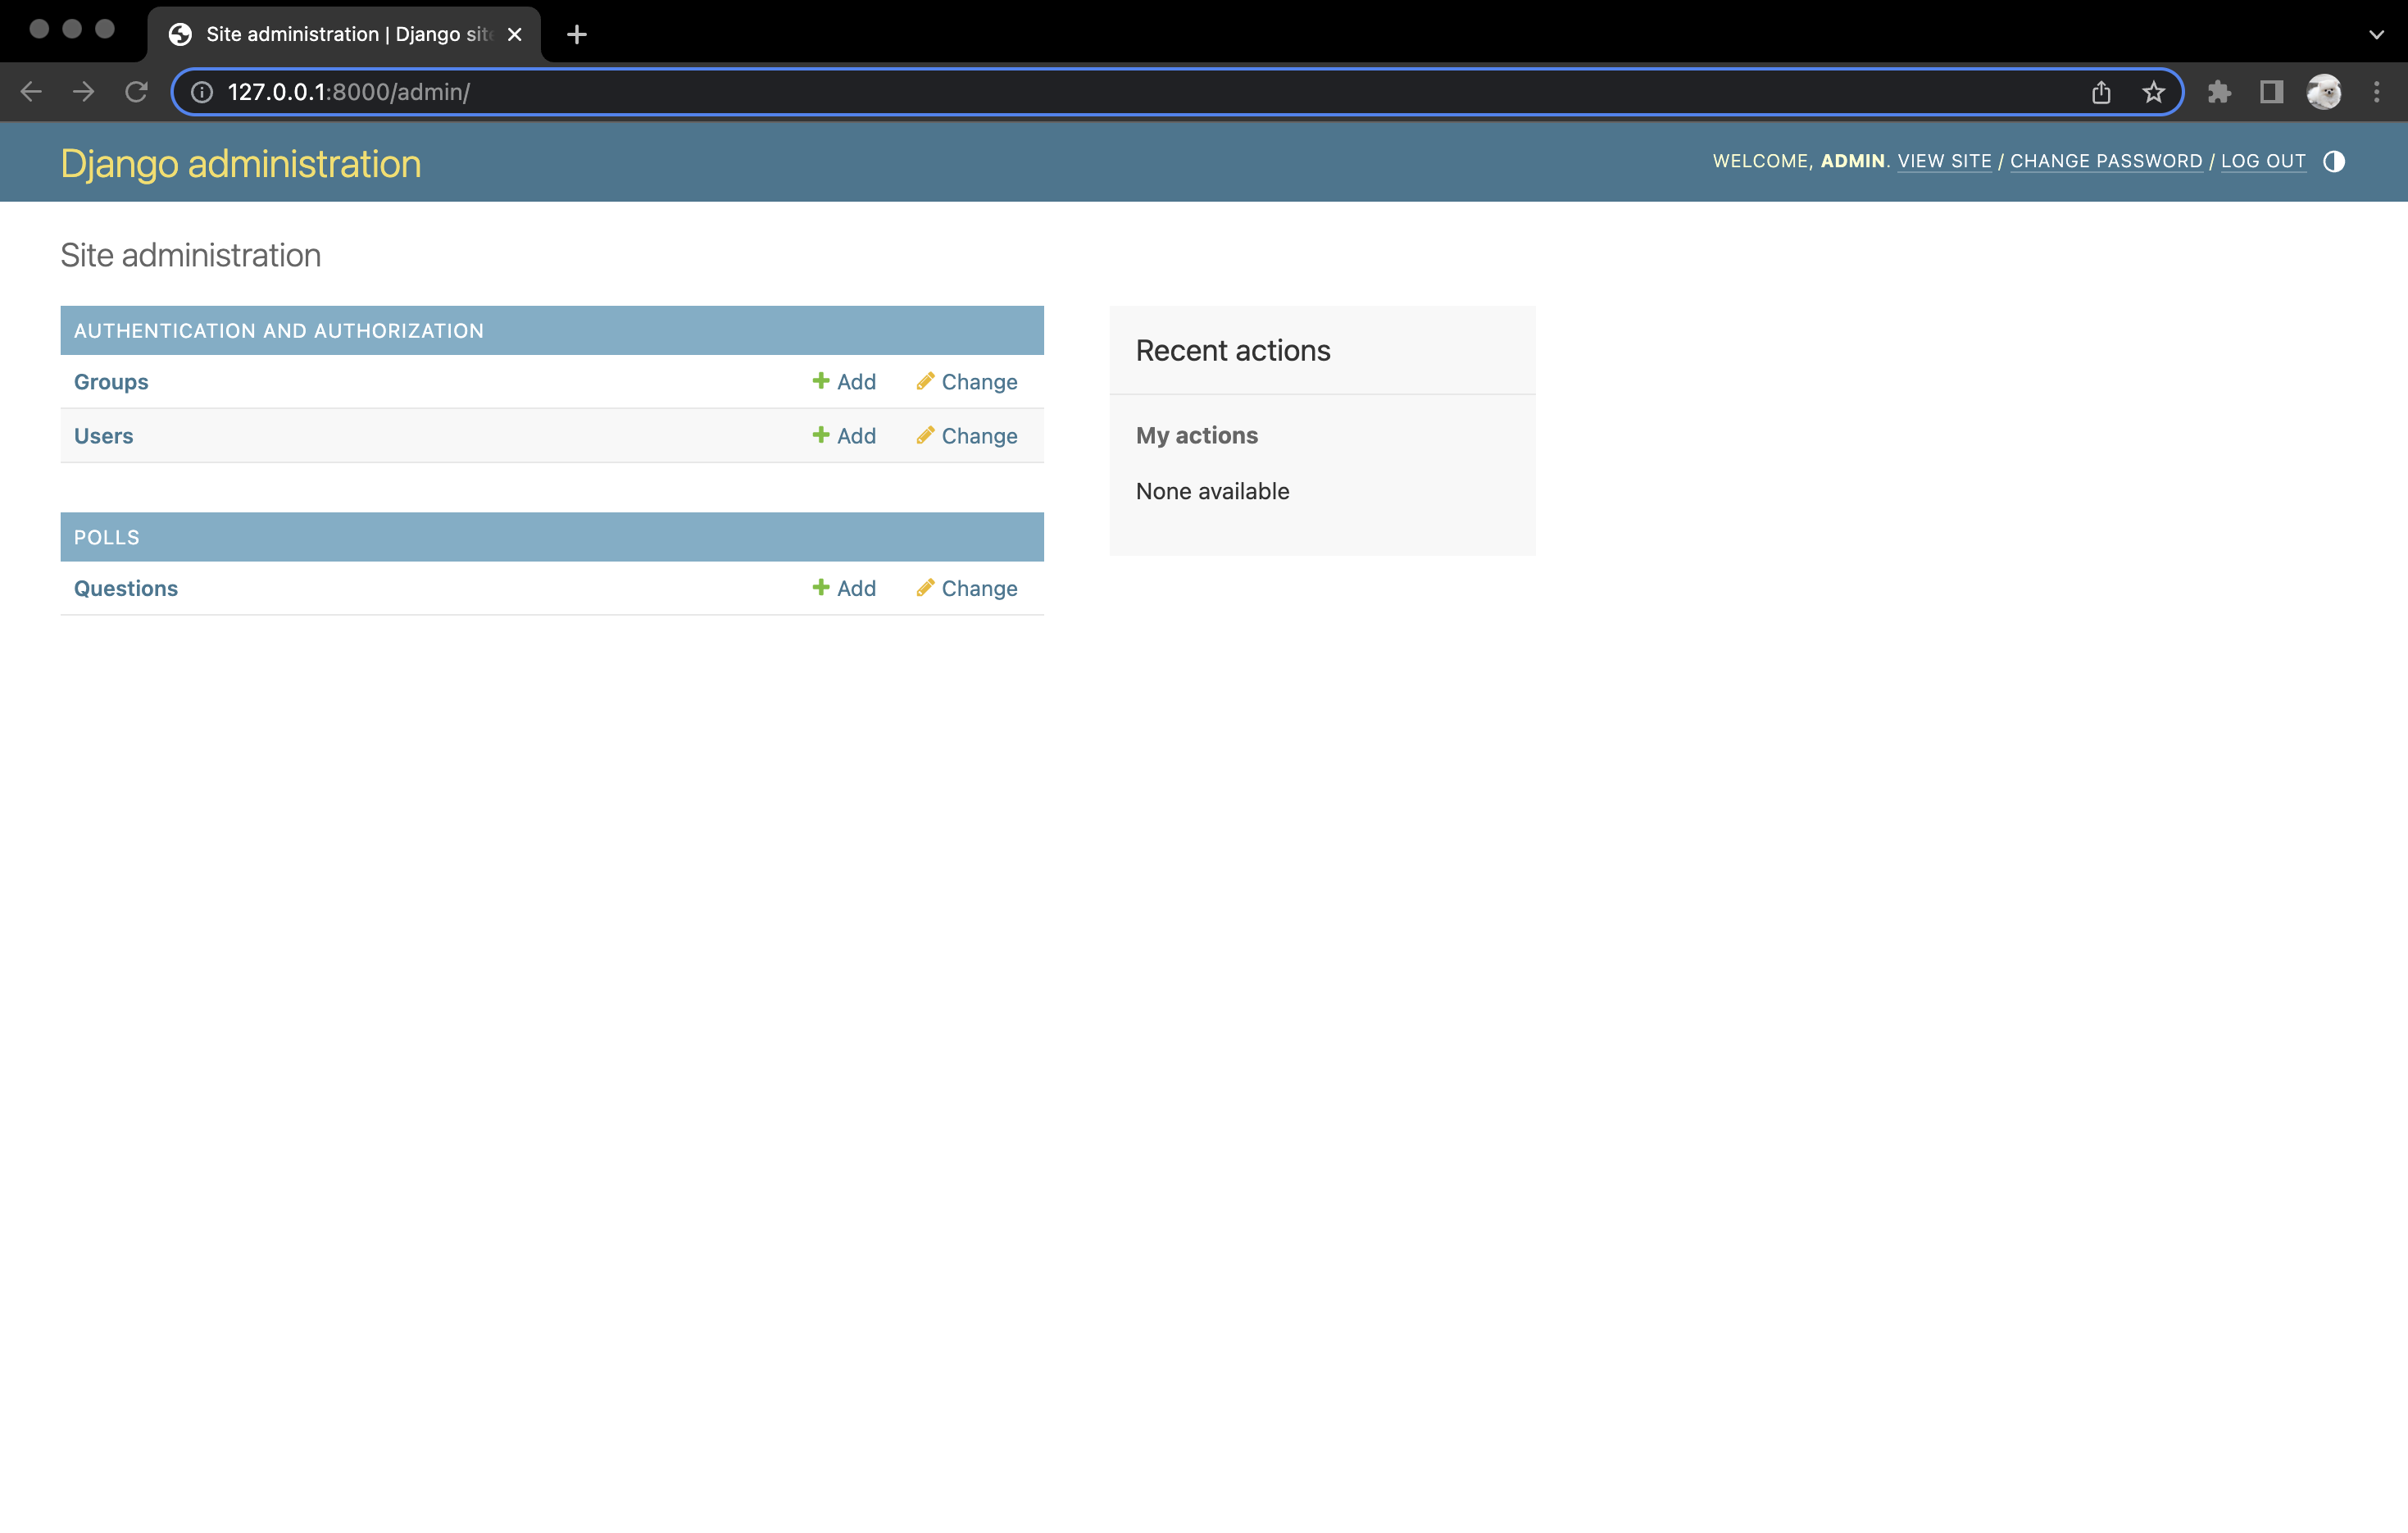 Site administration | Django sit
127.0.0.1:8000/admin/
Django administration
WELCOME, ADMIN. VIEW SITE / CHANGE PASSWORD / LOG OUT
Site administration
AUTHENTICATION AND AUTHORIZATION
Groups Add Change
Users Add Change
POLLS
Questions Add Change
Recent actions
My actions
None available